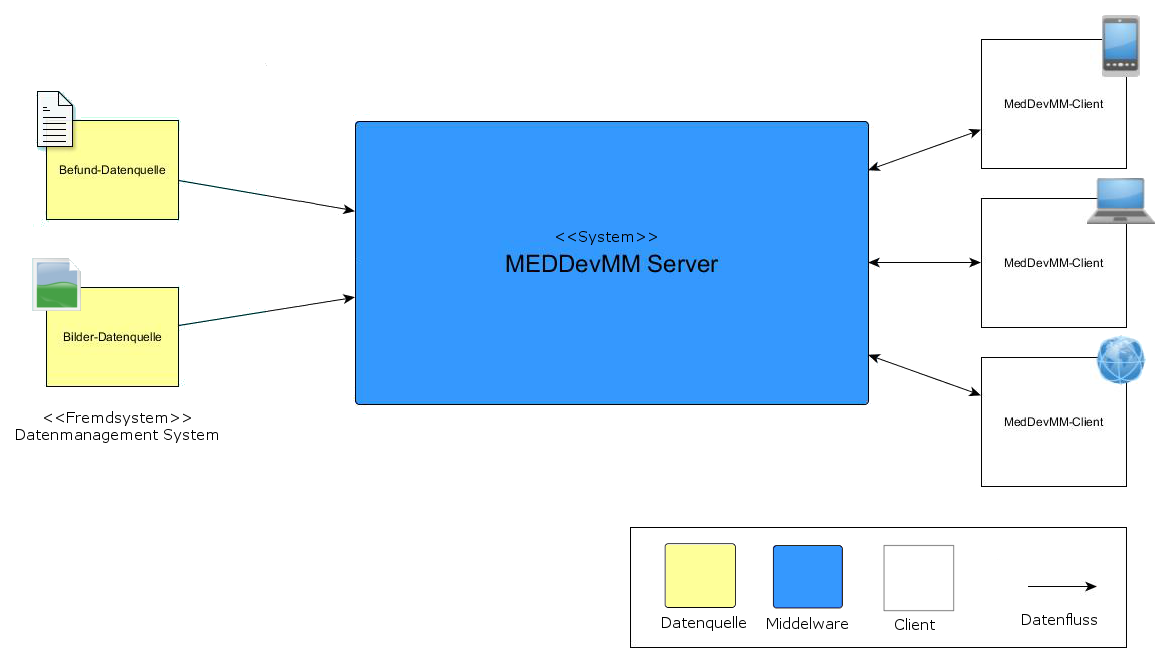 Befund-Datenquelle
Bilder-Datenquelle
<<Fremdsystem>>
Datenmanagement System
<<System>>
MEDDevMM Server
MedDevMM-Client
MedDevMM-Client
MedDevMM-Client
Datenquelle
Middelware
Client
Datenfluss